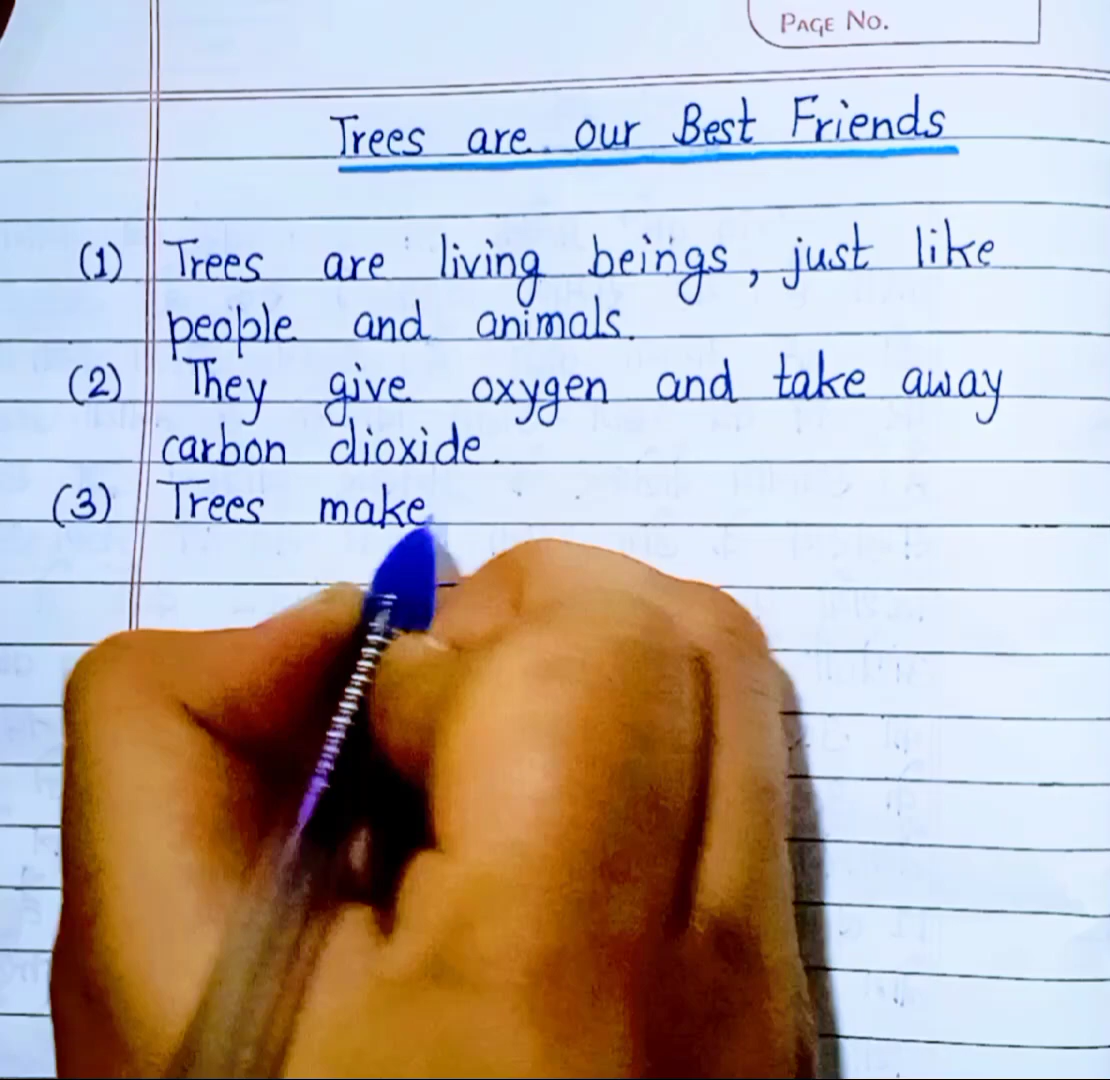 PAGE NO.
Trees are our Best Friends
(1) Trees are living beings, just like
people and animals.
(2) They give oxygen and take away
carbon dioxide.
(3) Trees make